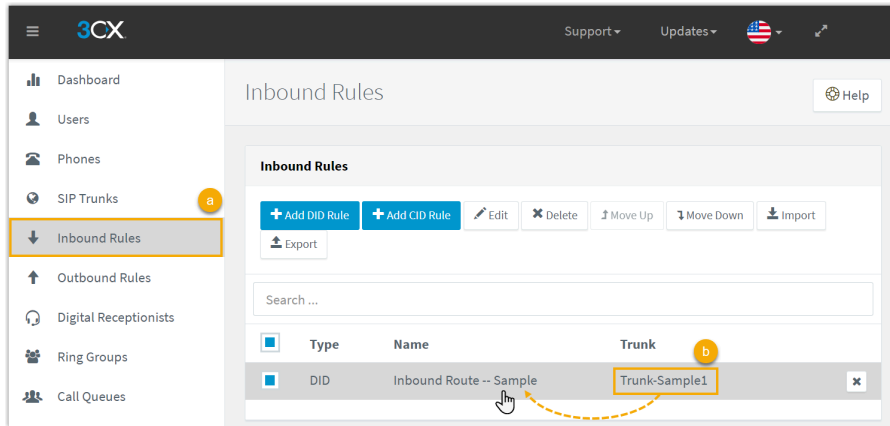 3CX
Support
Updates
Dashboard
Users
Phones
SIP Trunks
a
Inbound Rules
Outbound Rules
Digital Receptionists
Ring Groups
Call Queues
Inbound Rules
Help
Inbound Rules
Add DID Rule
Add CID Rule
Edit
Delete
Move Up
Move Down
Import
Export
Search ...
Type Name Trunk
b
DID Inbound Route -- Sample Trunk-Sample1